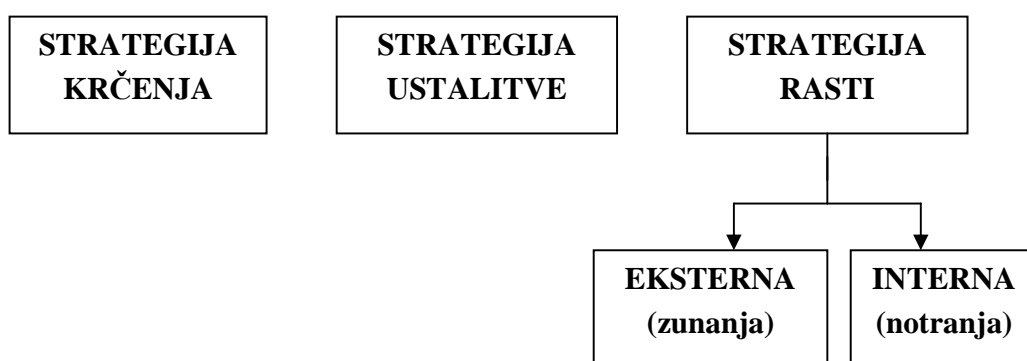 STRATEGIJA
KRČENJA
STRATEGIJA
USTALITVE
STRATEGIJA
RASTI
EKSTERNA
(zunanja)
INTERNA
(notranja)